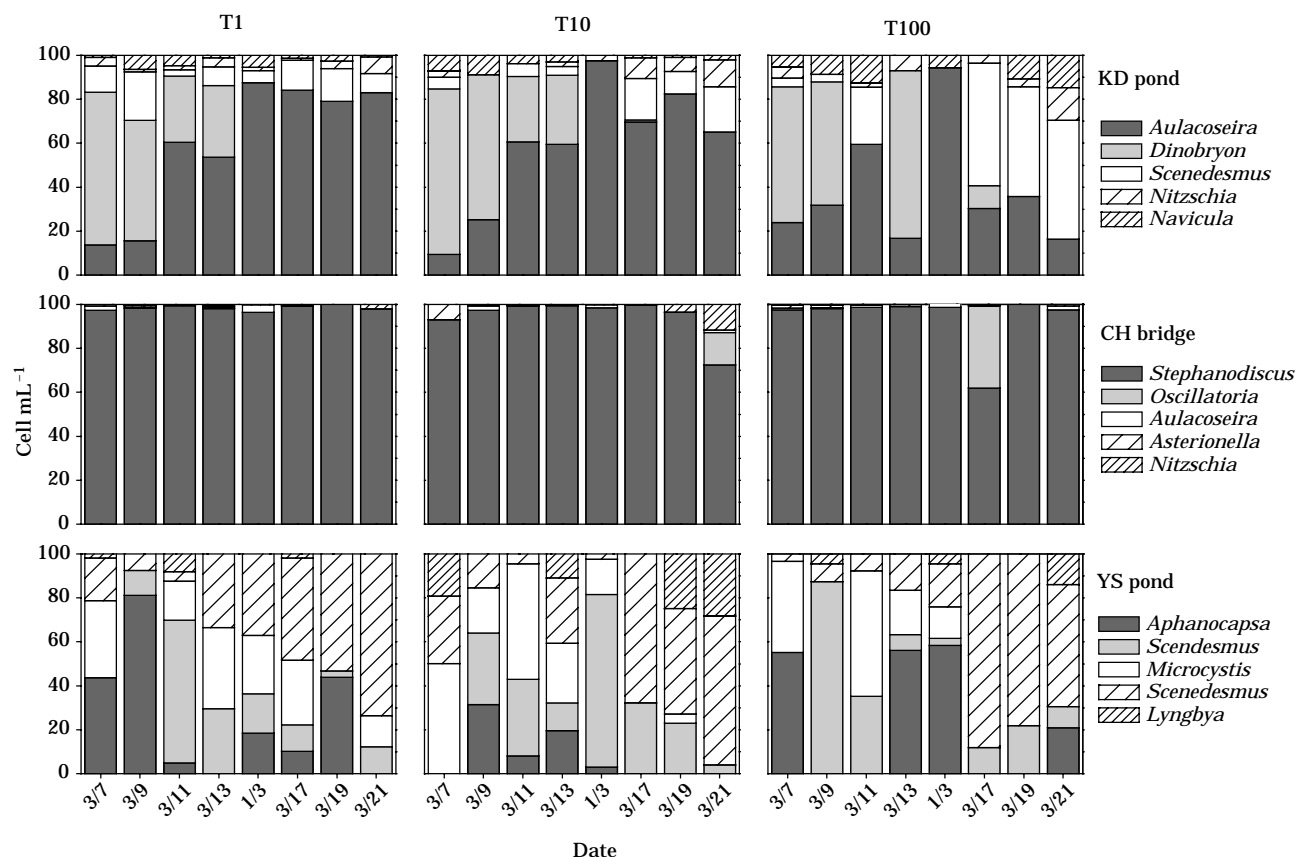 T1 T10 T100
100
80
60
40
20
0
KD pond
Aulacoseira
Dinobryon
Scenedesmus
Nitzschia
Navicula
Cell mL⁻¹
100
80
60
40
20
0
CH bridge
Stephanodiscus
Oscillatoria
Aulacoseira
Asterionella
Nitzschia
100
80
60
40
20
0
YS pond
Aphanocapsa
Scendesmus
Microcystis
Scenedesmus
Lyngbya
3/7 3/9 3/11 3/13 1/3 3/17 3/19 3/21 3/7 3/9 3/11 3/13 1/3 3/17 3/19 3/21 3/7 3/9 3/11 3/13 1/3 3/17 3/19 3/21
Date